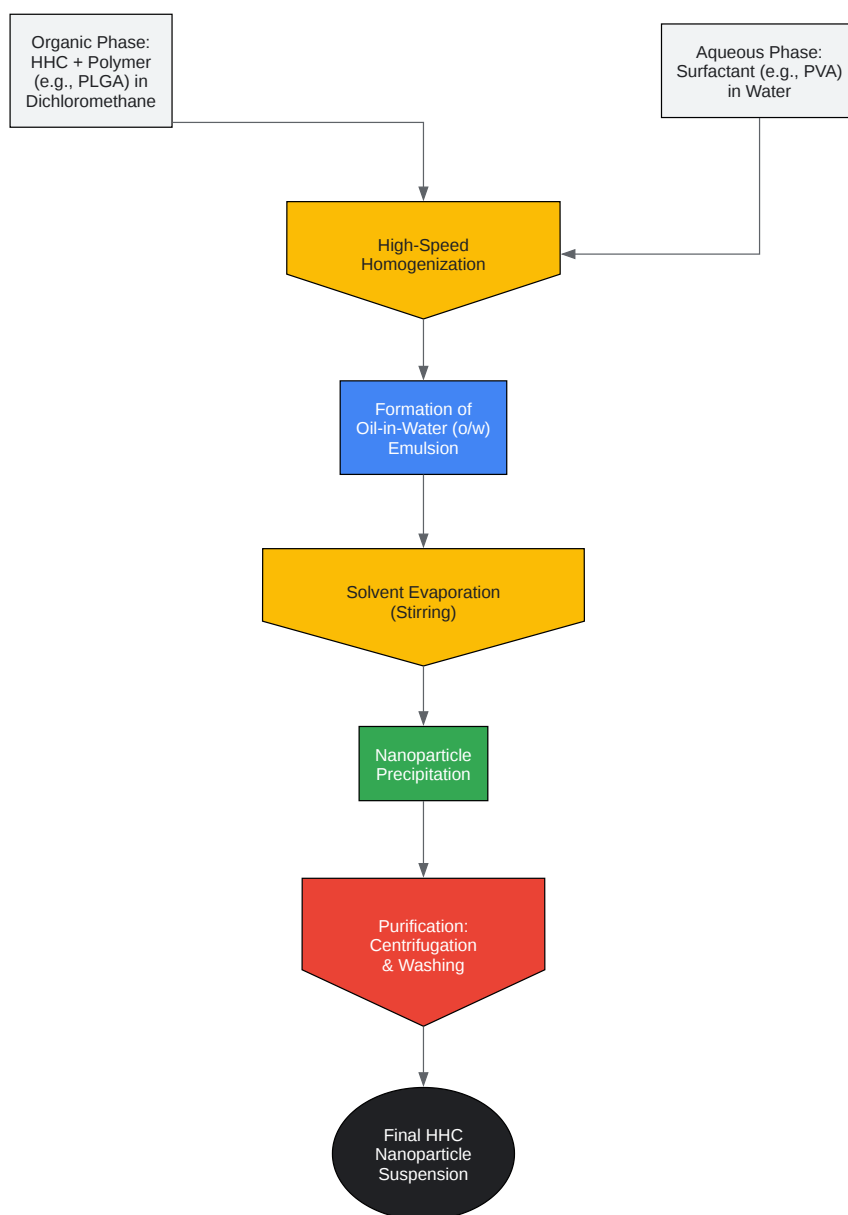 Organic Phase:
HHC + Polymer
(e.g., PLGA) in
Dichloromethane
Aqueous Phase:
Surfactant (e.g., PVA)
in Water
High-Speed
Homogenization
Formation of
Oil-in-Water (o/w)
Emulsion
Solvent Evaporation
(Stirring)
Nanoparticle
Precipitation
Purification:
Centrifugation
& Washing
Final HHC
Nanoparticle
Suspension